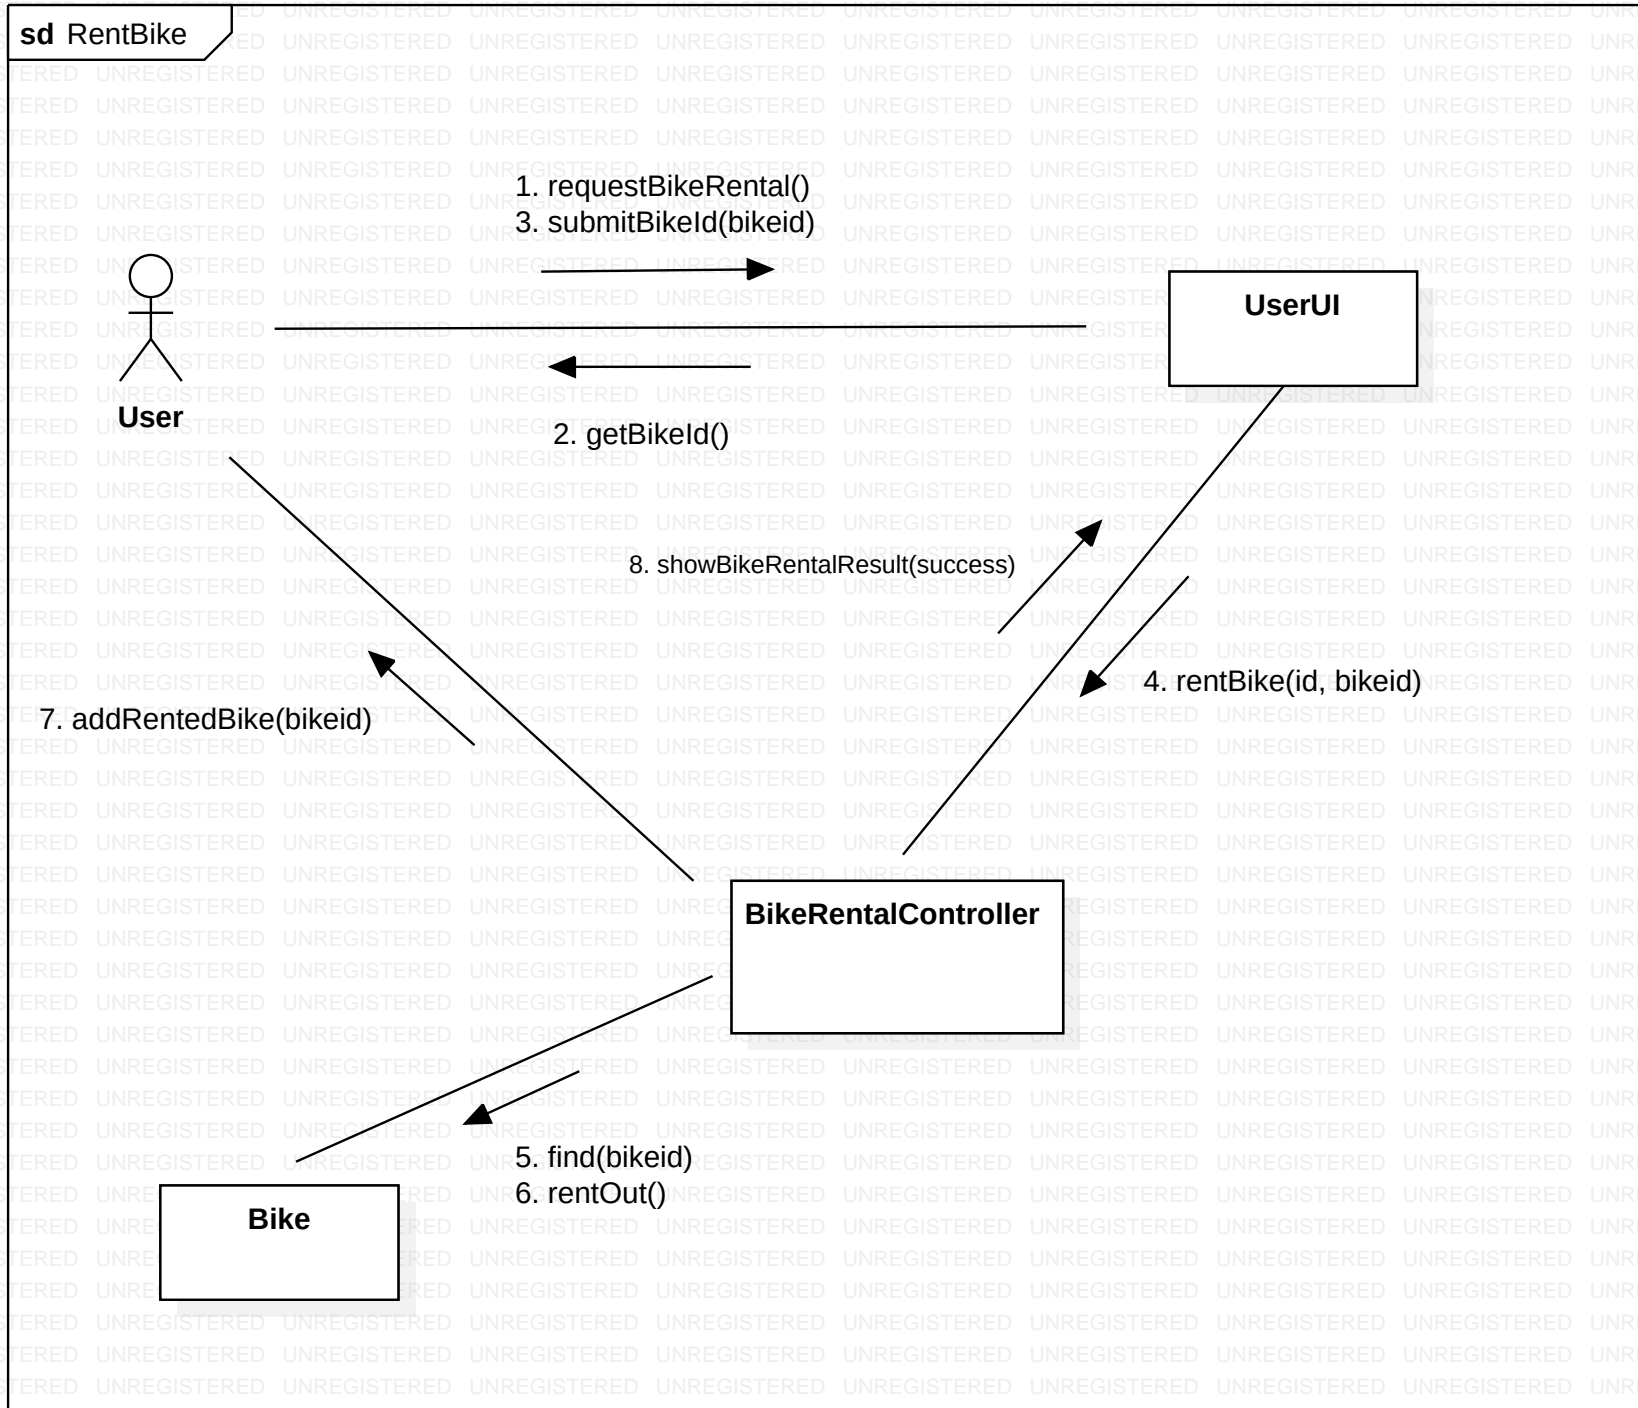 sd RentBike
1. requestBikeRental()
3. submitBikeId(bikeid)
UserUI
User
2. getBikeId()
8. showBikeRentalResult(success)
4. rentBike(id, bikeid)
7. addRentedBike(bikeid)
BikeRentalController
5. find(bikeid)
6. rentOut()
Bike
UNREGISTERED